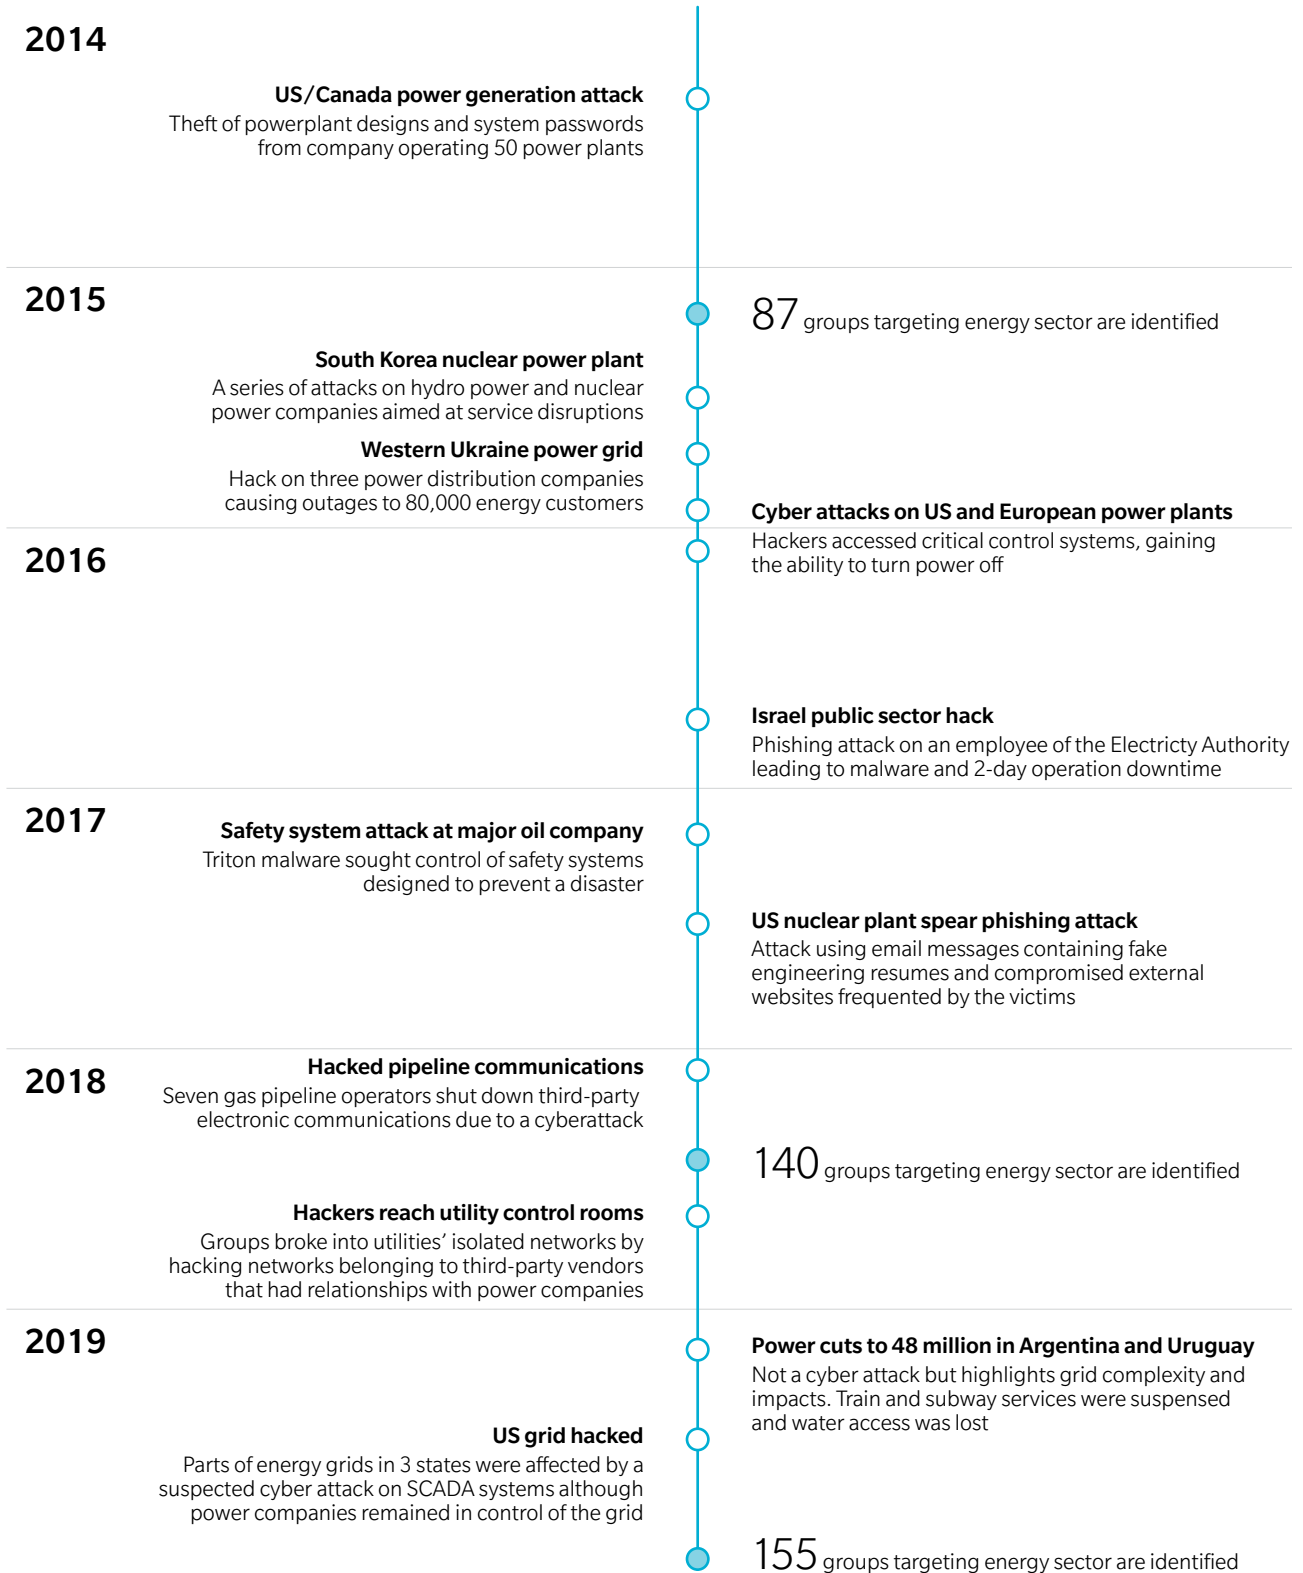 2014
US/Canada power generation attack
Theft of powerplant designs and system passwords
from company operating 50 power plants
2015
87 groups targeting energy sector are identified
South Korea nuclear power plant
A series of attacks on hydro power and nuclear
power companies aimed at service disruptions
Western Ukraine power grid
Hack on three power distribution companies
causing outages to 80,000 energy customers
Cyber attacks on US and European power plants
Hackers accessed critical control systems, gaining
the ability to turn power off
2016
Israel public sector hack
Phishing attack on an employee of the Electricty Authority
leading to malware and 2-day operation downtime
2017
Safety system attack at major oil company
Triton malware sought control of safety systems
designed to prevent a disaster
US nuclear plant spear phishing attack
Attack using email messages containing fake
engineering resumes and compromised external
websites frequented by the victims
2018
Hacked pipeline communications
Seven gas pipeline operators shut down third-party
electronic communications due to a cyberattack
140 groups targeting energy sector are identified
Hackers reach utility control rooms
Groups broke into utilities’ isolated networks by
hacking networks belonging to third-party vendors
that had relationships with power companies
2019
Power cuts to 48 million in Argentina and Uruguay
Not a cyber attack but highlights grid complexity and
impacts. Train and subway services were suspensed
and water access was lost
US grid hacked
Parts of energy grids in 3 states were affected by a
suspected cyber attack on SCADA systems although
power companies remained in control of the grid
155 groups targeting energy sector are identified